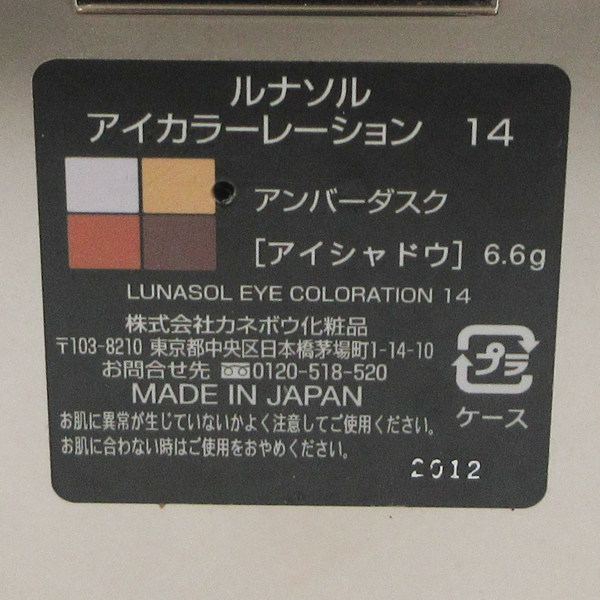 ルナソル
アイカラーレーション 14
アンバーダスク
[アイシャドウ] 6.6g
LUNASOL EYE COLORATION 14
株式会社カネボウ化粧品
〒103-8210 東京都中央区日本橋茅場町1-14-10
お問合せ先 0120-518-520
MADE IN JAPAN
お肌に異常が生じていないかよく注意してご使用ください。
お肌に合わない時はご使用をおやめください。
プラ
ケース
2012